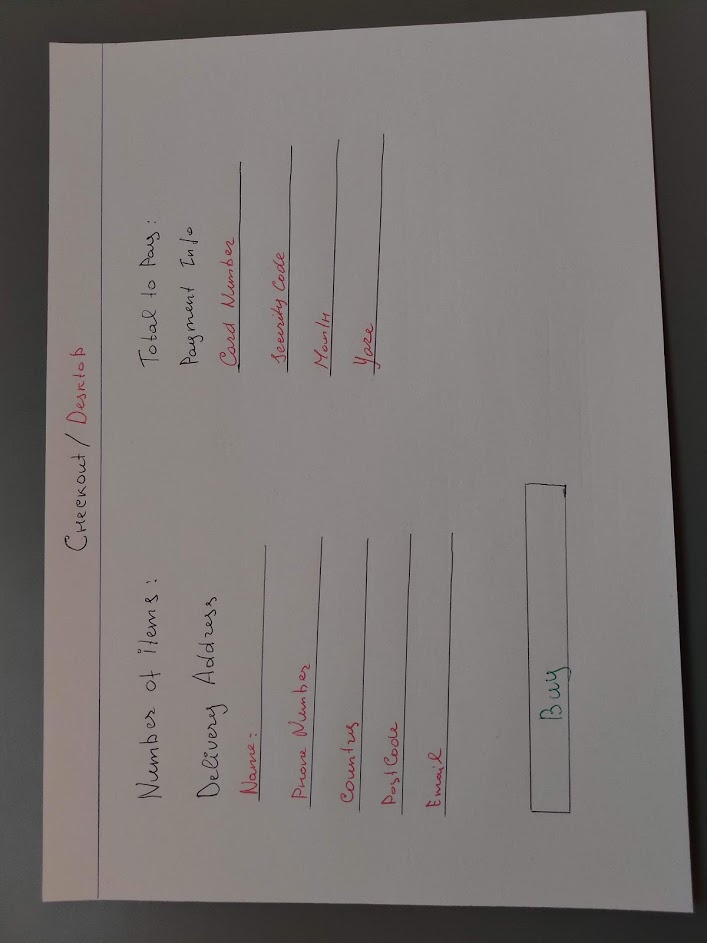 Checkout / Desktop
Number of items:
Delivery Address
Name:
Phone Number
Country
PostCode
Email
Buy
Total to Pay:
Payment Info
Card Number
Security Code
Month
Yaze